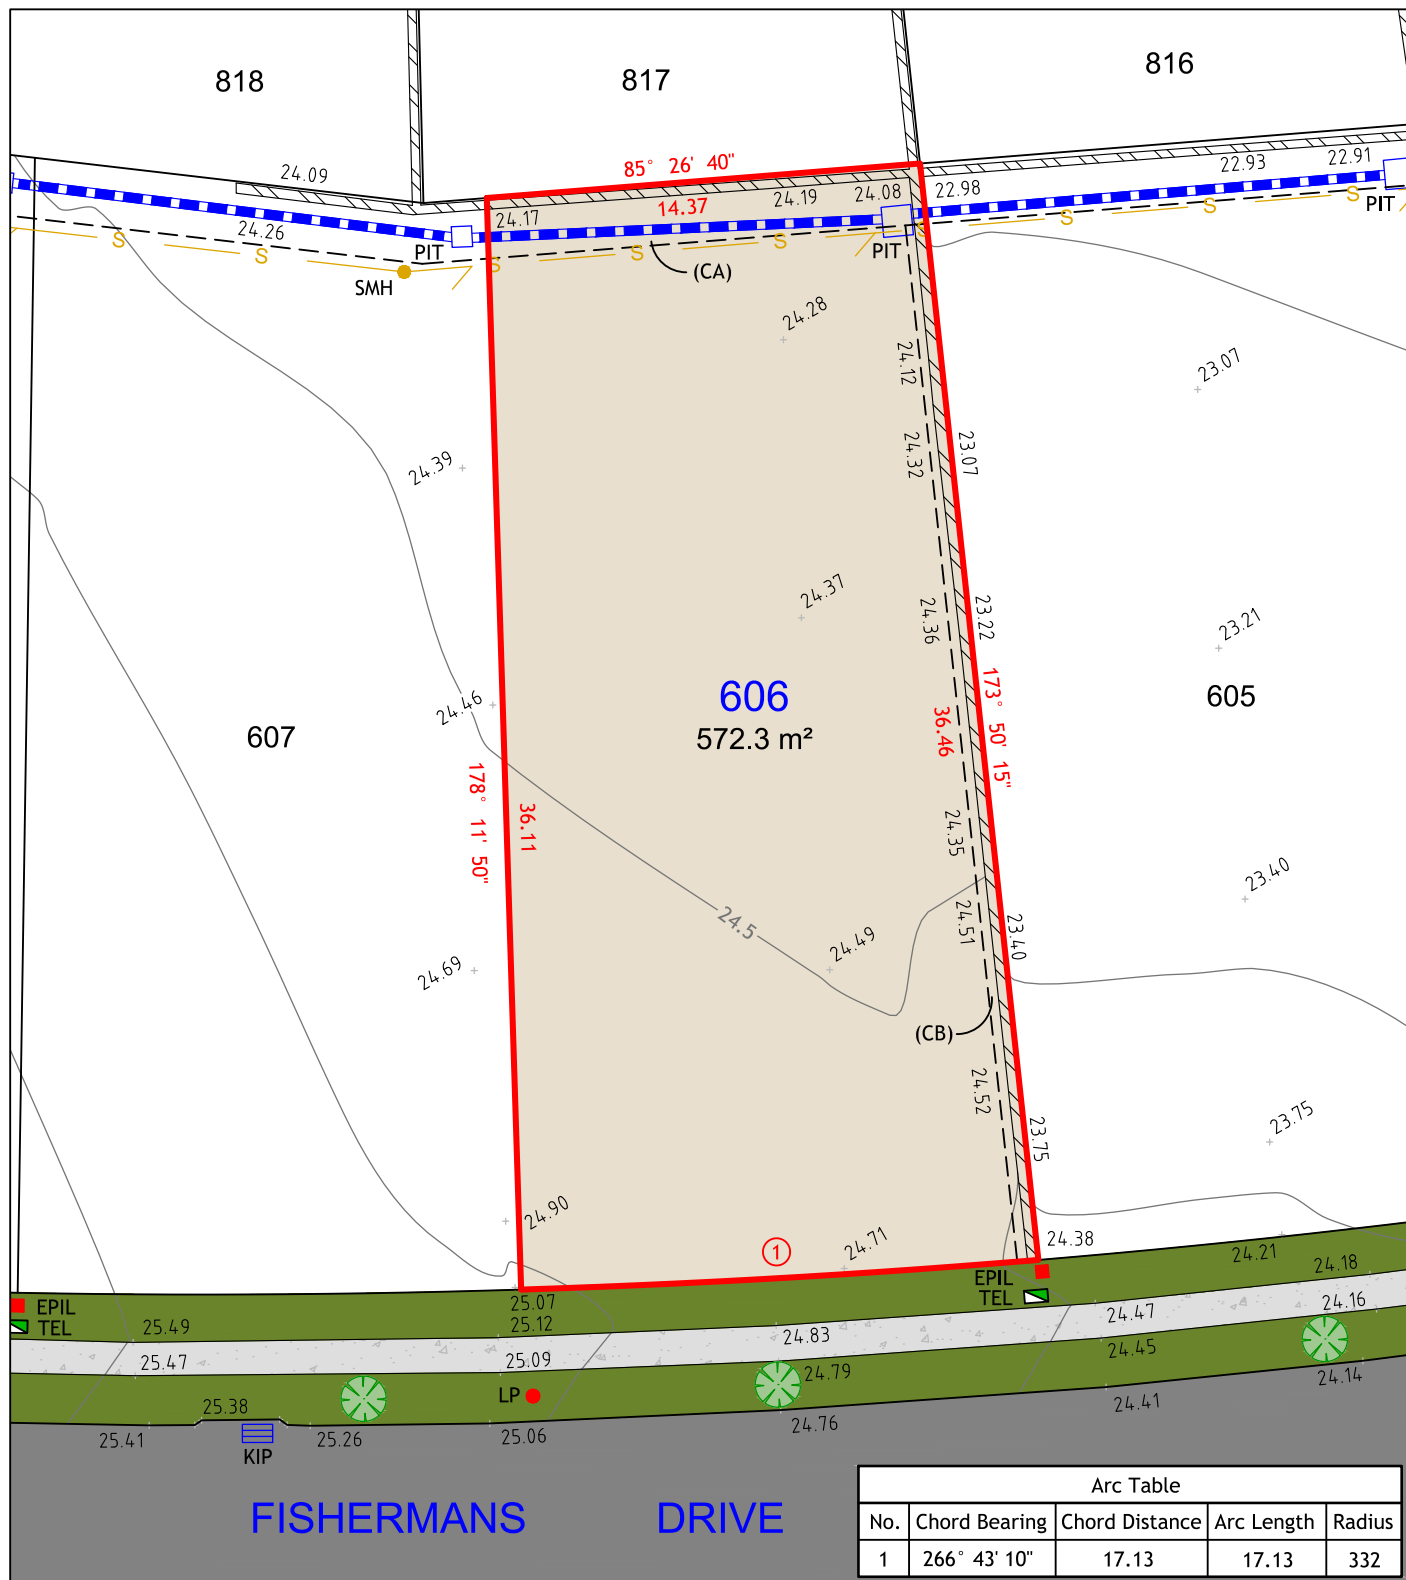 818
817
816
85° 26' 40"
24.09
22.93
22.91
14.37
24.19
24.08
22.98
24.17
24.26
PIT
PIT
PIT
S
S
S
S
S
S
S
S
S
SMH
(CA)
24.28
24.12
23.07
24.39
24.32
23.07
24.37
24.36
23.22
23.21
606
572.3 m²
24.46
607
605
36.46
173° 50' 15"
178° 11' 50"
36.11
24.35
23.40
24.5
24.49
24.51
23.40
24.69
(CB)
24.52
23.75
23.75
24.90
24.71
1
24.38
24.21
24.18
EPIL
TEL
EPIL
TEL
25.07
25.12
25.49
24.83
24.47
24.16
25.47
25.09
24.79
24.45
24.14
LP
25.38
25.41
25.26
25.06
24.76
24.41
KIP
FISHERMANS DRIVE
Arc Table
No. Chord Bearing Chord Distance Arc Length Radius
1 266° 43' 10" 17.13 17.13 332